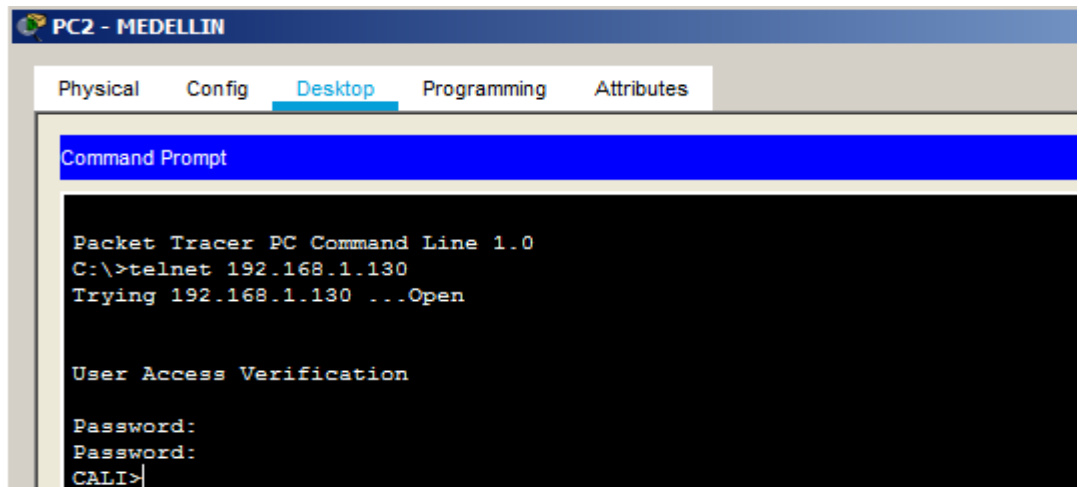 PC2 - MEDELLIN
Physical Config Desktop Programming Attributes
Command Prompt
Packet Tracer PC Command Line 1.0
C:\>telnet 192.168.1.130
Trying 192.168.1.130 ...Open
User Access Verification
Password:
Password:
CALI>